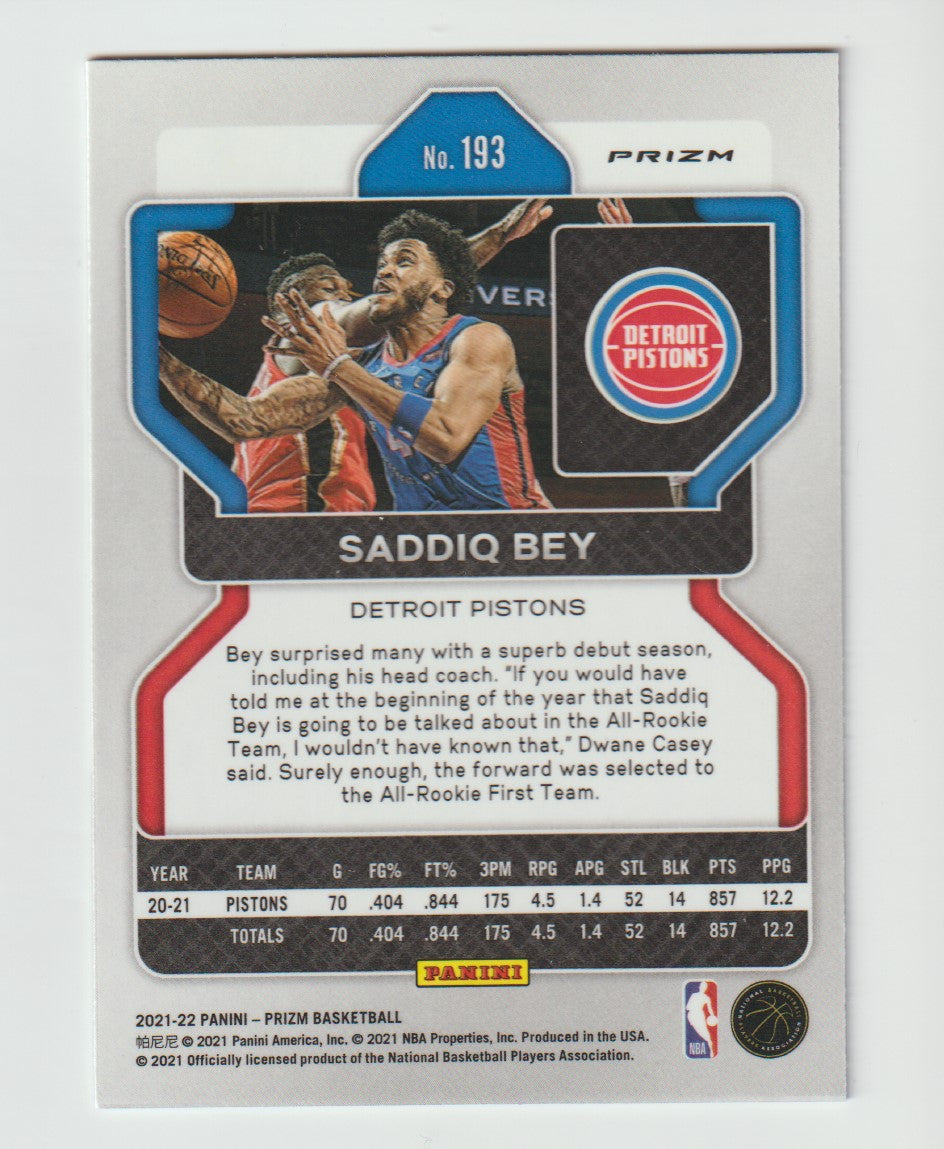 No. 193
PRIZM
VER
DETROIT
PISTONS
SADDIQ BEY
DETROIT PISTONS
Bey surprised many with a superb debut season,
including his head coach. "If you would have
told me at the beginning of the year that Saddiq
Bey is going to be talked about in the All-Rookie
Team, I wouldn't have known that," Dwane Casey
said. Surely enough, the forward was selected to
the All-Rookie First Team.
YEAR TEAM G FG% FT% 3PM RPG APG STL BLK PTS PPG
20-21 PISTONS 70 .404 .844 175 4.5 1.4 52 14 857 12.2
TOTALS 70 .404 .844 175 4.5 1.4 52 14 857 12.2
PANINI
2021-22 PANINI – PRIZM BASKETBALL
帕尼尼 © 2021 Panini America, Inc. © 2021 NBA Properties, Inc. Produced in the USA.
© 2021 Officially licensed product of the National Basketball Players Association.
NBA
NATIONAL BASKETBALL
PLAYERS ASSOCIATION